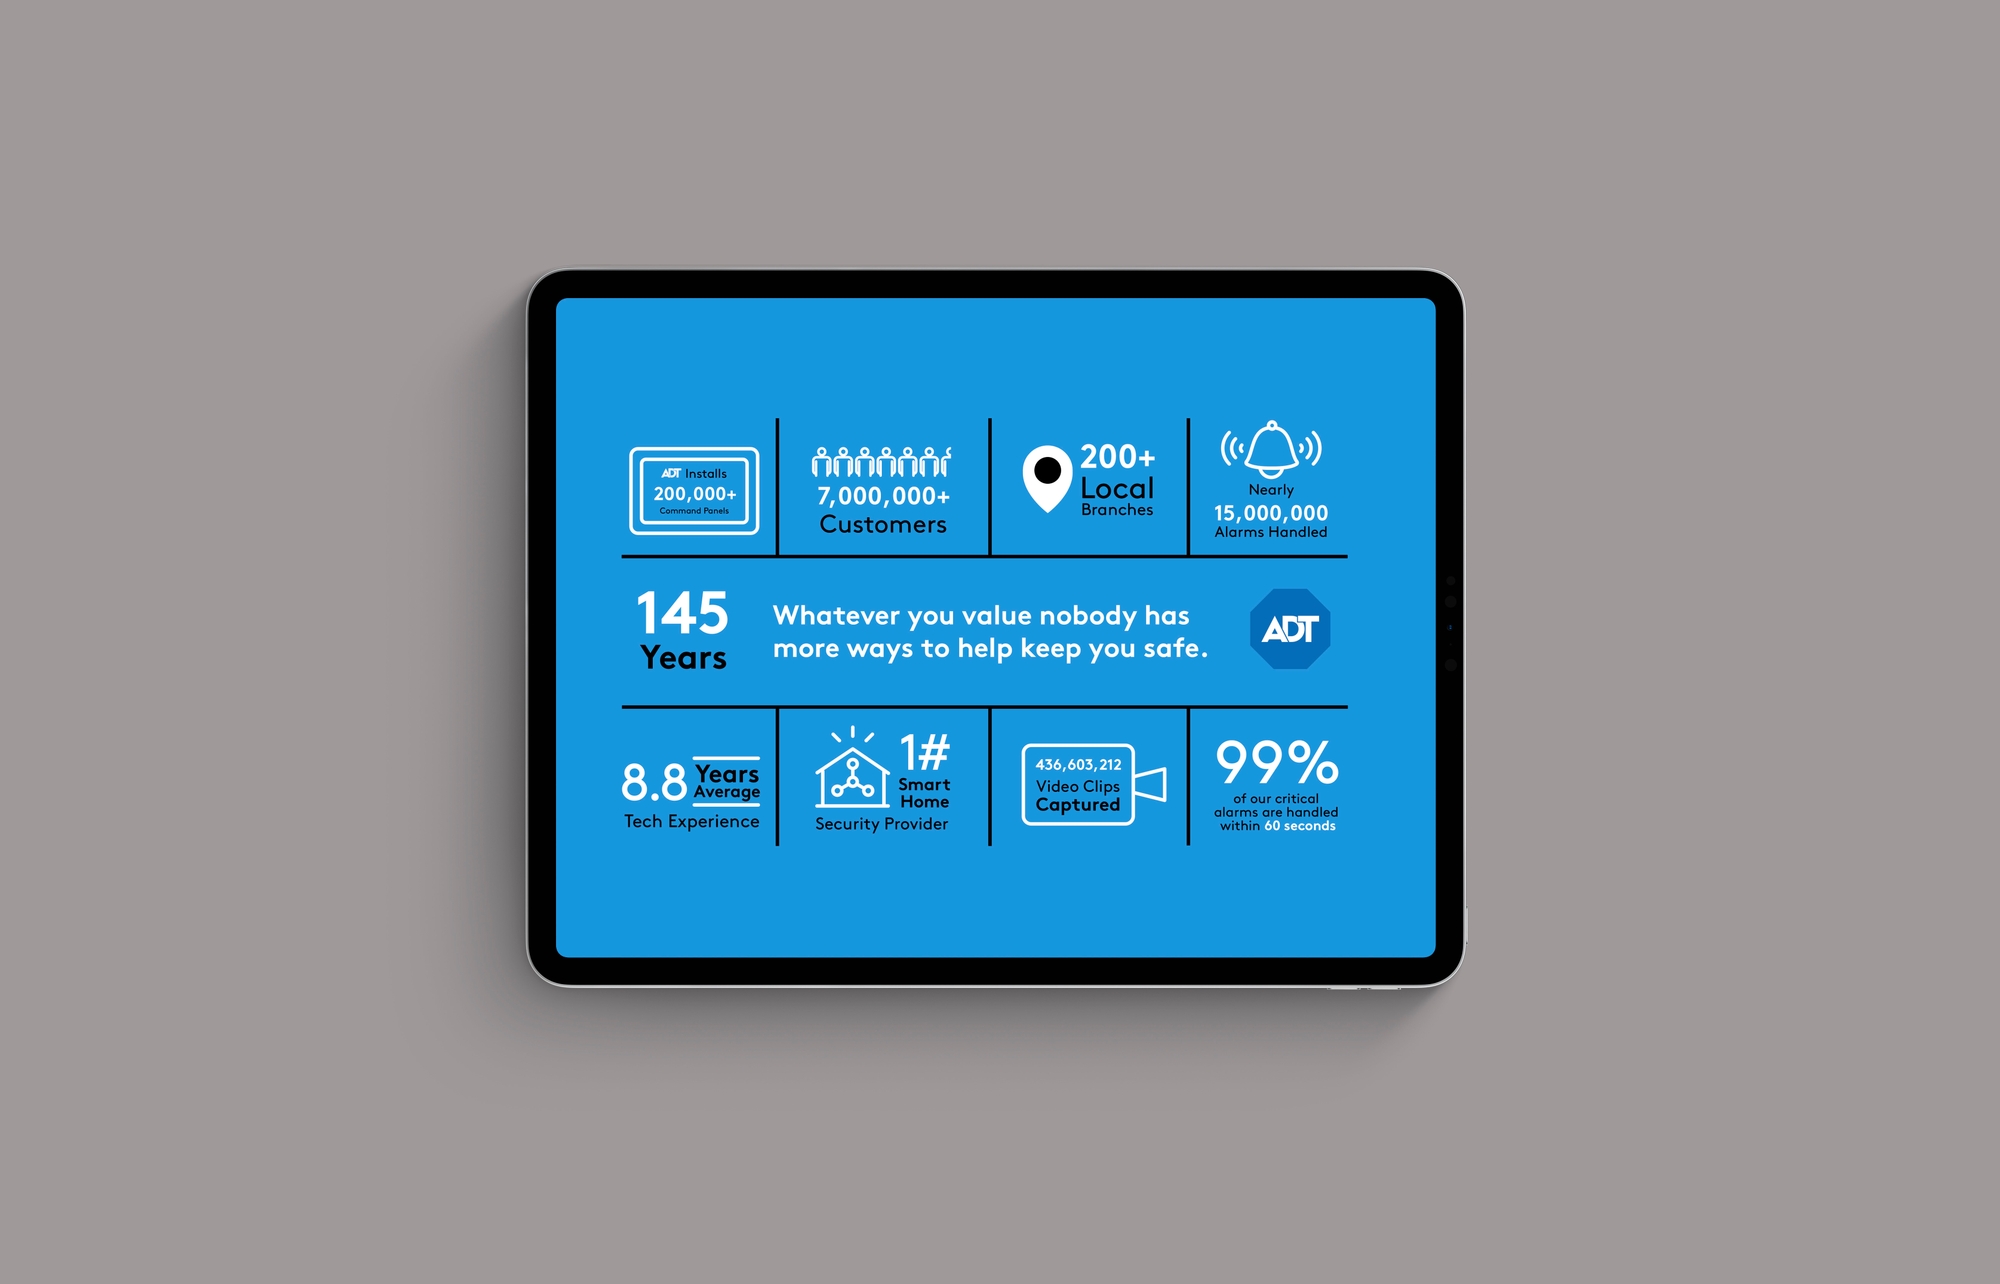 ADT Installs
200,000+
Command Panels
7,000,000+
Customers
200+
Local
Branches
Nearly
15,000,000
Alarms Handled
145
Years
Whatever you value nobody has
more ways to help keep you safe.
ADT
8.8 Years
Average
Tech Experience
1#
Smart
Home
Security Provider
436,603,212
Video Clips
Captured
99%
of our critical
alarms are handled
within 60 seconds